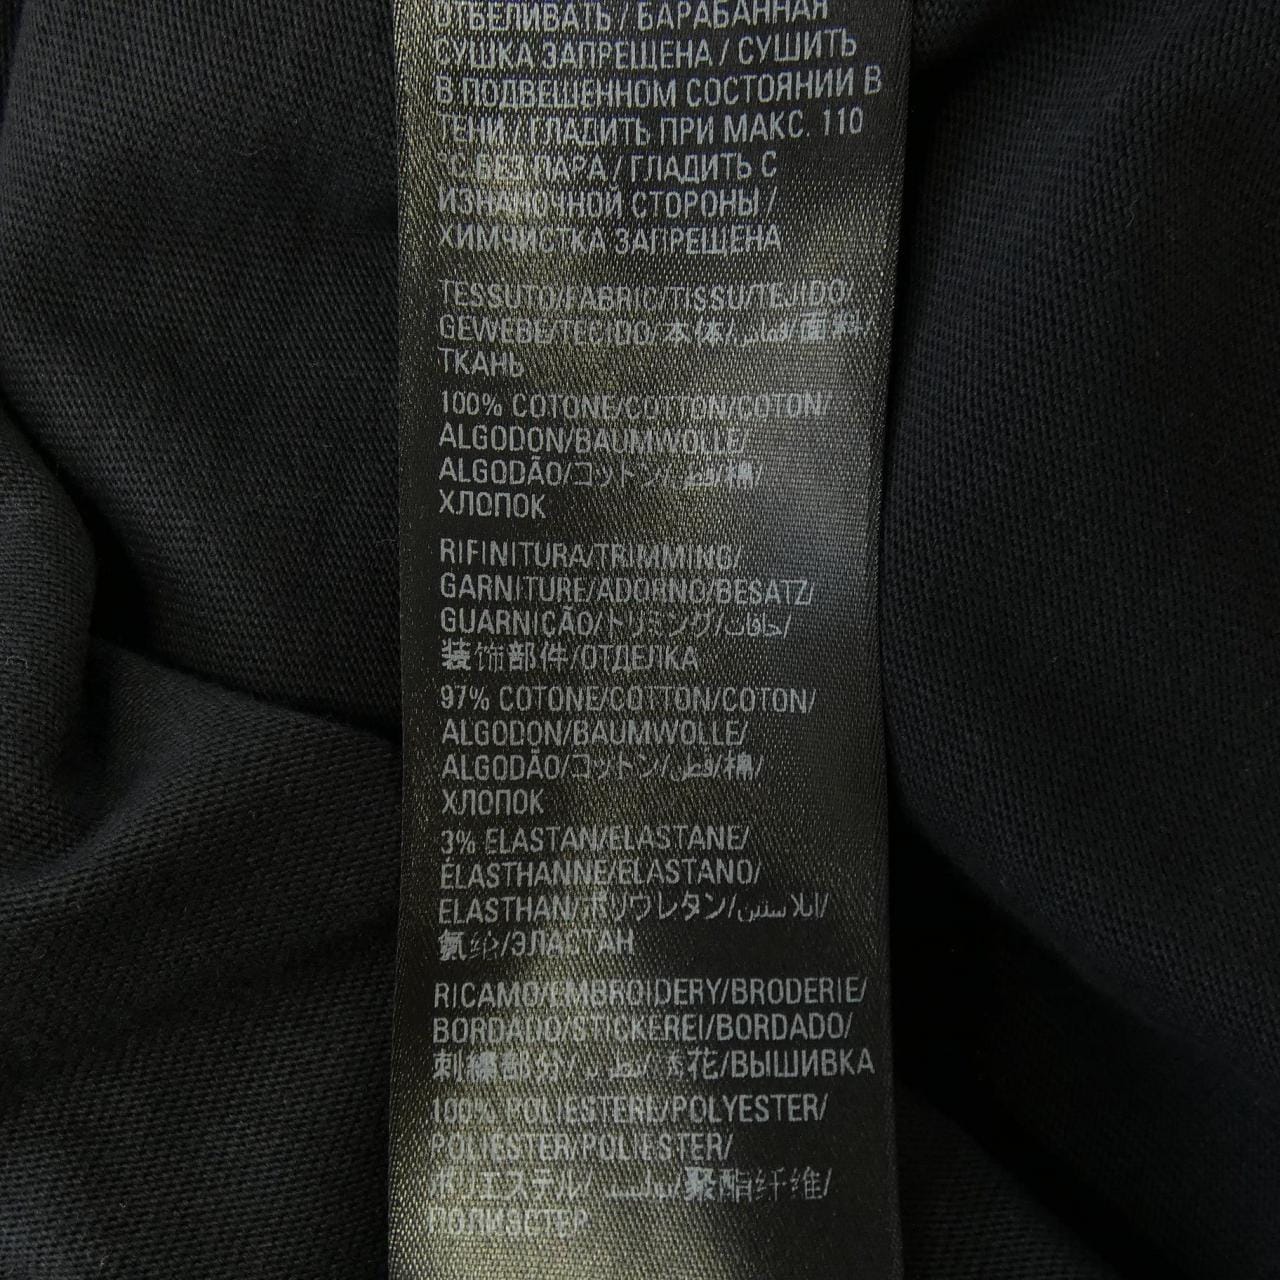 ОТБЕЛИВАТЬ / БАРАБАННАЯ
СУШКА ЗАПРЕЩЕНА / СУШИТЬ
В ПОДВЕШЕННОМ СОСТОЯНИИ В
ТЕНИ / ГЛАДИТЬ ПРИ МАКС. 110
°C БЕЗ ПАРА / ГЛАДИТЬ С
ИЗНАНОЧНОЙ СТОРОНЫ /
ХИМЧИСТКА ЗАПРЕЩЕНА
TESSUTO/FABRIC/TISSU/TEJIDO/
GEWEBE/TECIDO/本体/قماش/面料/
ТКАНЬ
100% COTONE/COTTON/COTON/
ALGODON/BAUMWOLLE/
ALGODÃO/コットン/قطن/棉/
ХЛОПОК
RIFINITURA/TRIMMING/
GARNITURE/ADORNO/BESATZ/
GUARNIÇÃO/トリミング/حافات/
装饰部件/ОТДЕЛКА
97% COTONE/COTTON/COTON/
ALGODON/BAUMWOLLE/
ALGODÃO/コットン/قطن/棉/
ХЛОПОК
3% ELASTAN/ELASTANE/
ÉLASTHANNE/ELASTANO/
ELASTHAN/ポリウレタン/ايلاستين/
氨纶/ЭЛАСТАН
RICAMO/EMBROIDERY/BRODERIE/
BORDADO/STICKEREI/BORDADO/
刺繍部分/花/ВЫШИВКА
100% POLIESTERE/POLYESTER/
POLIESTER/POLIESTER/
ポリエステル/بوليستر/聚酯纤维/
ПОЛИЭСТЕР